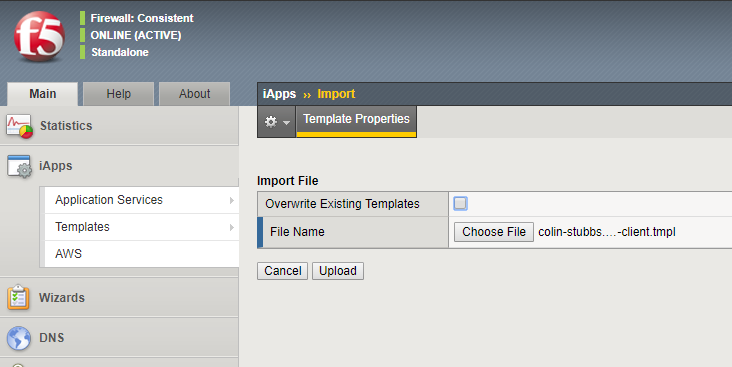 f5
Firewall: Consistent
ONLINE (ACTIVE)
Standalone
Main Help About
iApps ›› Import
Template Properties
Statistics
iApps
Application Services
Templates
AWS
Wizards
DNS
Import File
Overwrite Existing Templates
File Name Choose File colin-stubbs....-client.tmpl
Cancel Upload